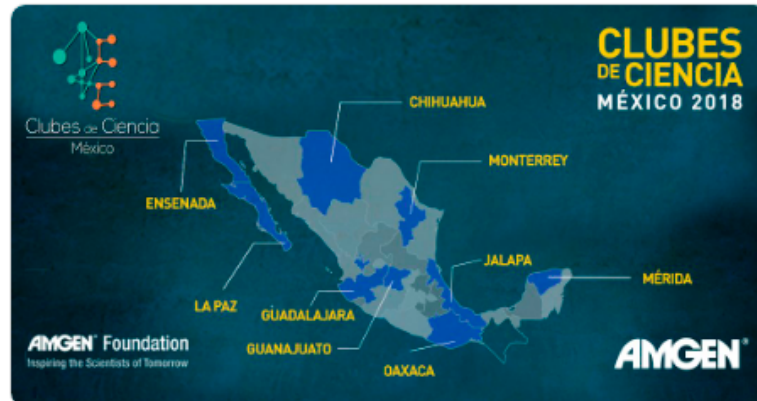 Clubes de Ciencia
México
CLUBES
DE CIENCIA
MÉXICO 2018
CHIHUAHUA
MONTERREY
ENSENADA
JALAPA
MÉRIDA
LA PAZ
GUADALAJARA
GUANAJUATO
OAXACA
AMGEN® Foundation
Inspiring the Scientists of Tomorrow
AMGEN®